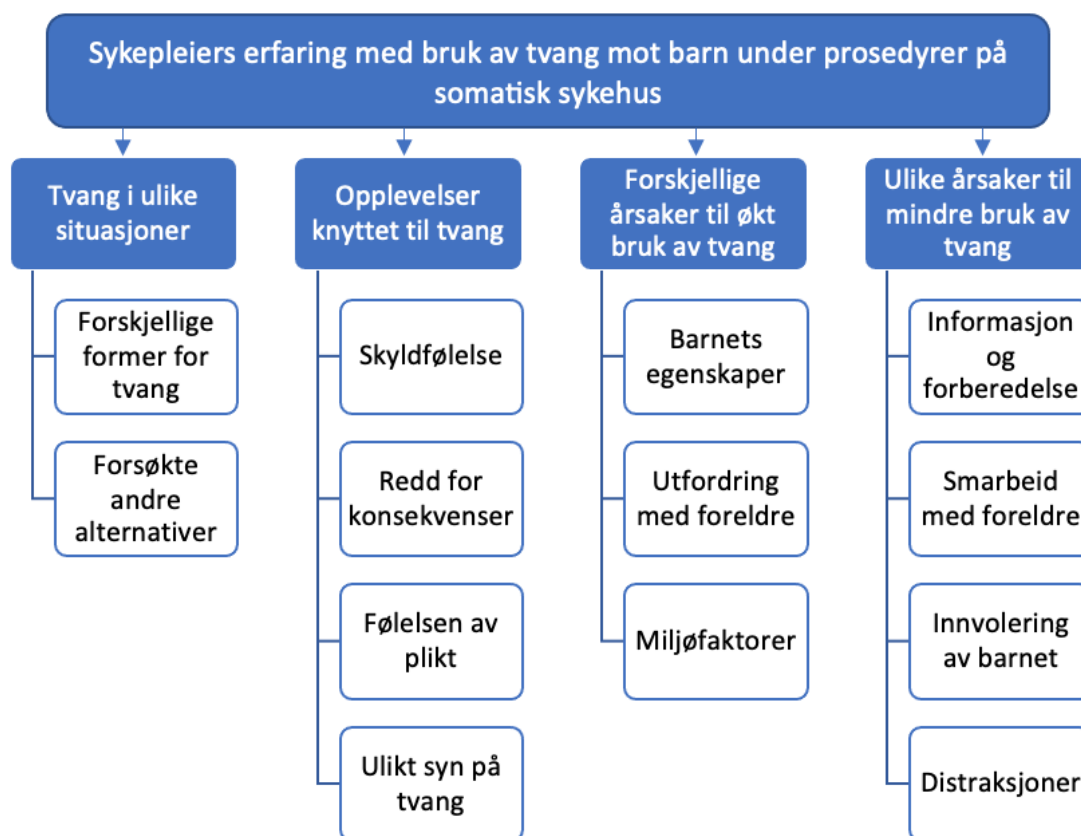 Sykepleiers erfaring med bruk av tvang mot barn under prosedyrer på
somatisk sykehus
Tvang i ulike
situasjoner
Forskjellige
former for
tvang
Forsøkte
andre
alternativer
Opplevelser
knyttet til tvang
Skyldfølelse
Redd for
konsekvenser
Følelsen av
plikt
Ulikt syn på
tvang
Forskjellige
årsaker til økt
bruk av tvang
Barnets
egenskaper
Utfordring
med foreldre
Miljøfaktorer
Ulike årsaker til
mindre bruk av
tvang
Informasjon
og
forberedelse
Smarbeid
med foreldre
Innvolering
av barnet
Distraksjoner